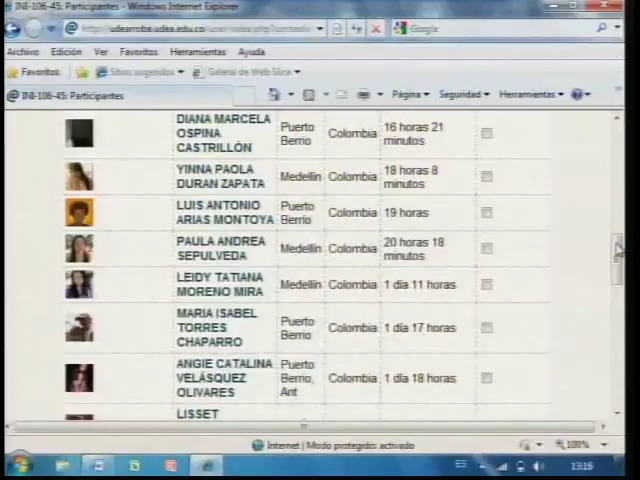 INI-106-45: Participantes - Windows Internet Explorer
udearroba.udea.edu.co
Google
Archivo Edición Ver Favoritos Herramientas Ayuda
Favoritos Sitios sugeridos Galería de Web Slice
INI-106-45: Participantes Página Seguridad Herramientas
DIANA MARCELA OSPINA CASTRILLÓN Puerto Berrio Colombia 16 horas 21 minutos
YINNA PAOLA DURAN ZAPATA Medellín Colombia 18 horas 8 minutos
LUIS ANTONIO ARIAS MONTOYA Puerto Berrio Colombia 19 horas
PAULA ANDREA SEPULVEDA Medellín Colombia 20 horas 18 minutos
LEIDY TATIANA MORENO MIRA Medellín Colombia 1 día 11 horas
MARIA ISABEL TORRES CHAPARRO Puerto Berrio Colombia 1 día 17 horas
ANGIE CATALINA VELÁSQUEZ OLIVARES Puerto Berrio, Ant Colombia 1 día 18 horas
LISSET
Internet | Modo protegido: activado 100%
ES 13:16